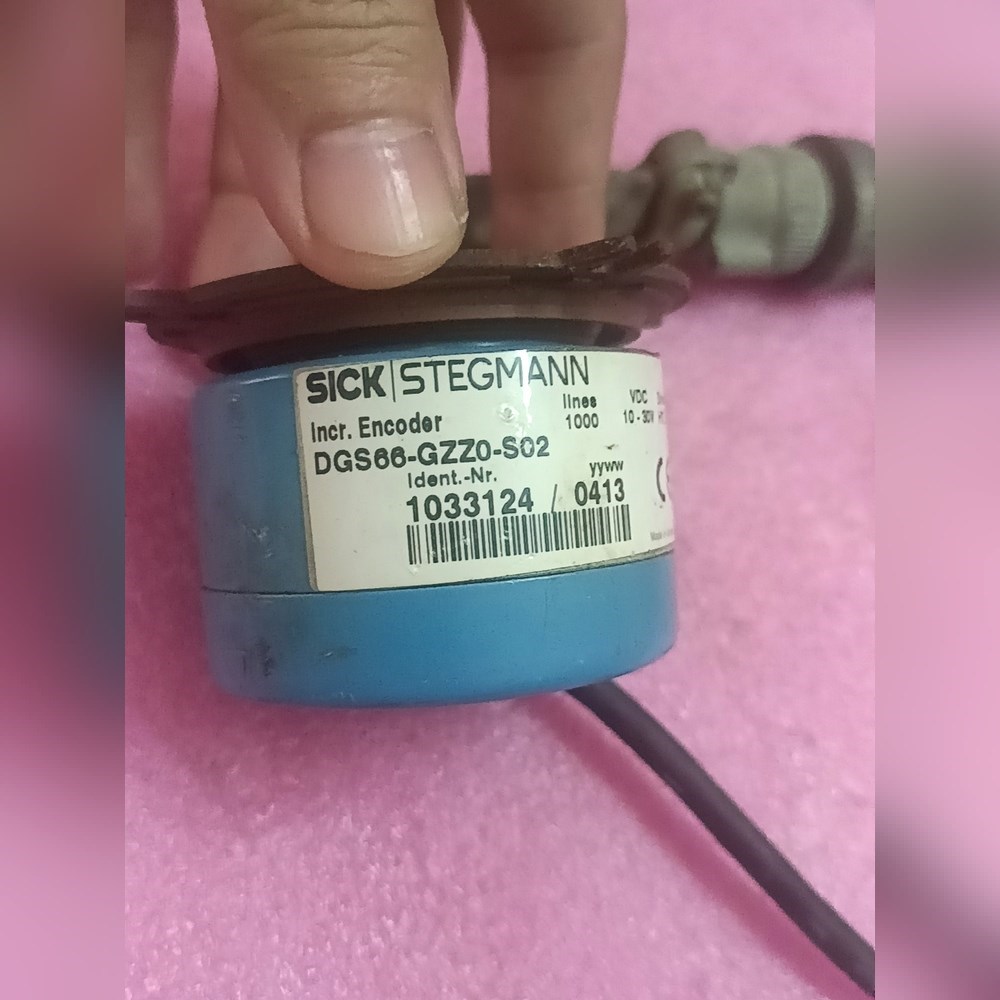 SICK|STEGMANN
lines VDC
Incr. Encoder 1000 10 - 30V
DGS66-GZZ0-S02
Ident.-Nr. yyww
1033124 / 0413